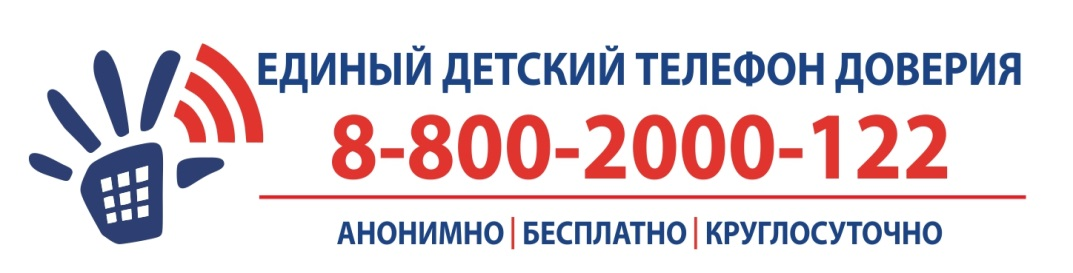 ЕДИНЫЙ ДЕТСКИЙ ТЕЛЕФОН ДОВЕРИЯ
8-800-2000-122
АНОНИМНО | БЕСПЛАТНО | КРУГЛОСУТОЧНО